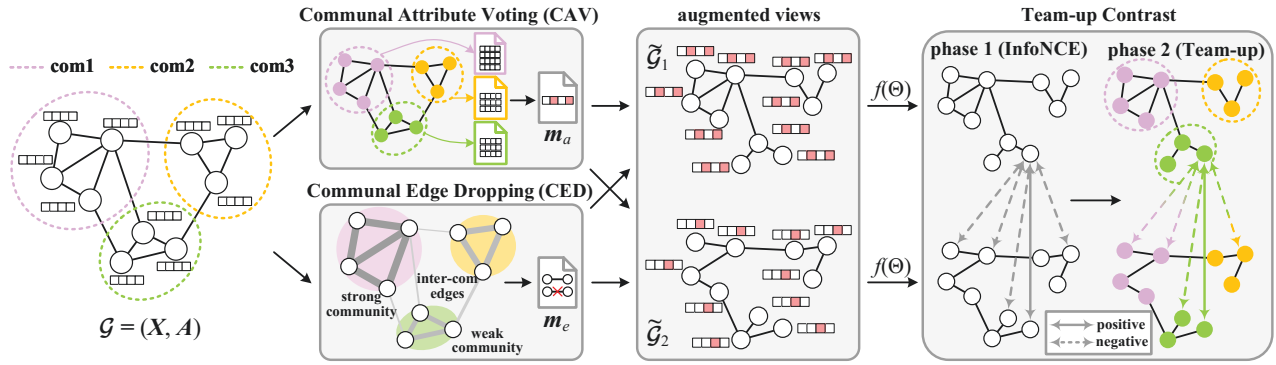 Communal Attribute Voting (CAV)
augmented views
Team-up Contrast
com1
com2
com3
𝒢 = (X, A)
m_a
Communal Edge Dropping (CED)
strong
community
inter-com
edges
weak
community
m_e
𝒢̃₁
𝒢̃₂
f(Θ)
f(Θ)
phase 1 (InfoNCE)
phase 2 (Team-up)
positive
negative